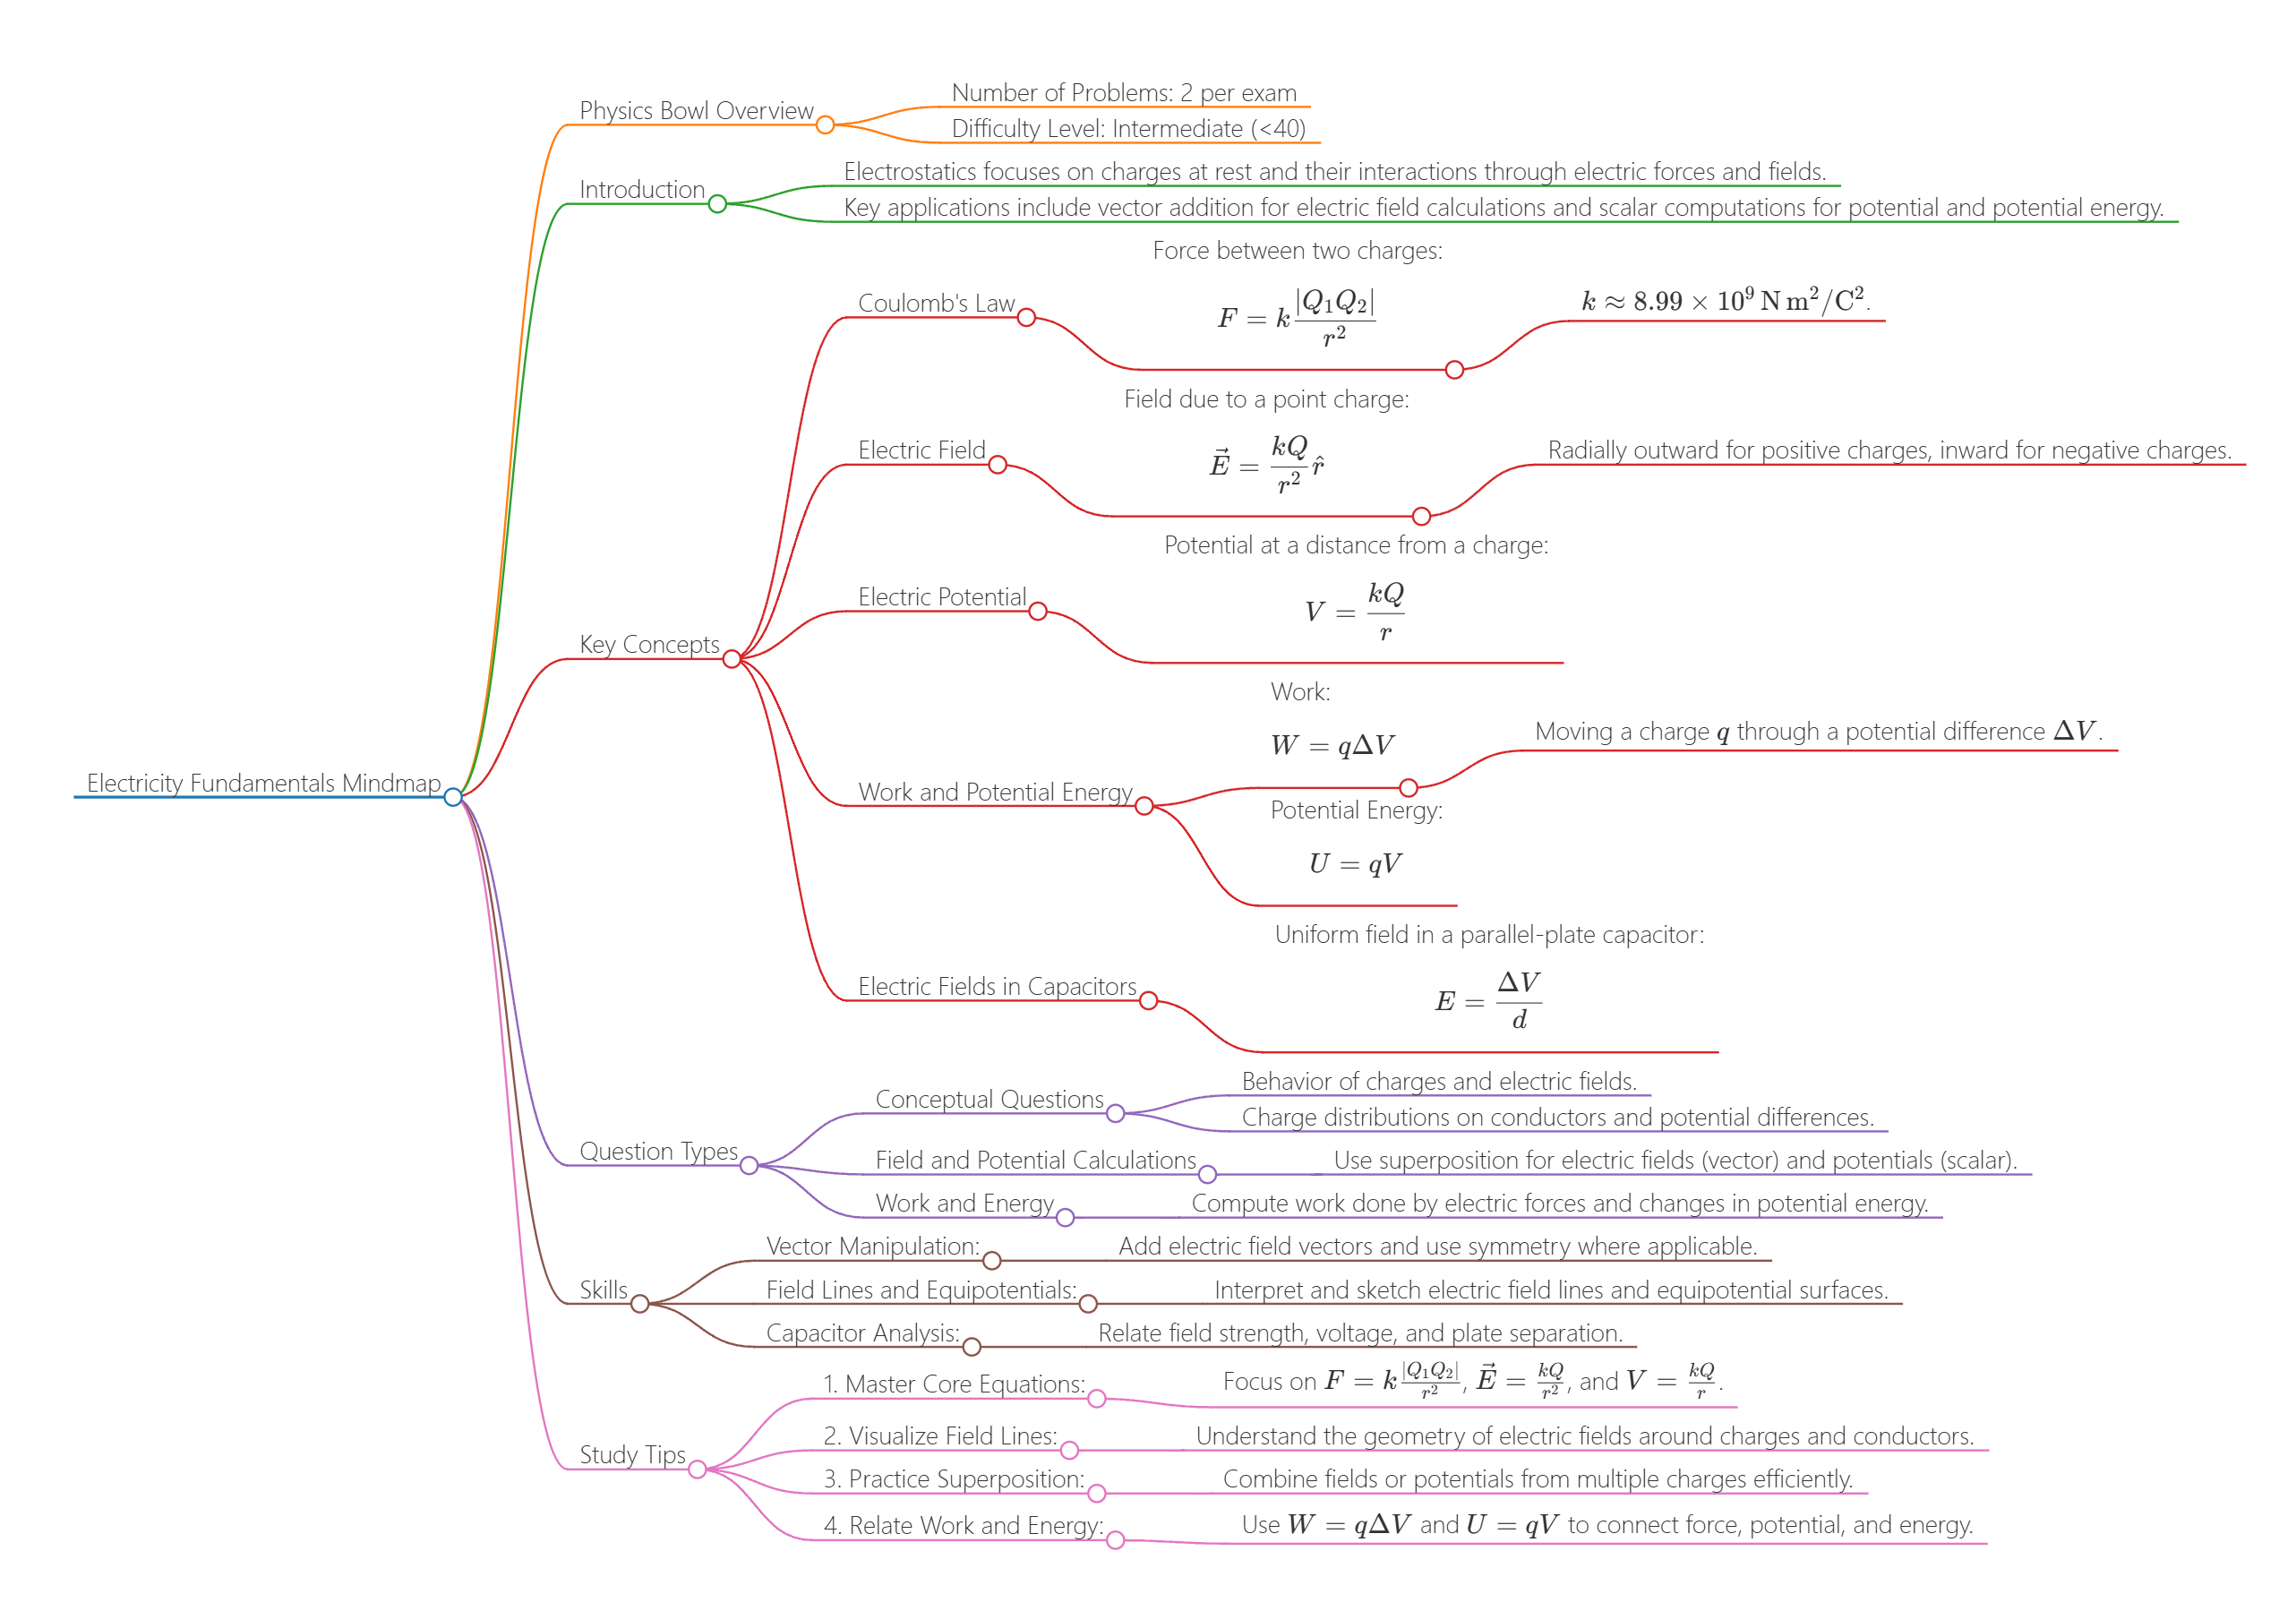 Electricity Fundamentals Mindmap
Physics Bowl Overview
Number of Problems: 2 per exam
Difficulty Level: Intermediate (<40)
Introduction
Electrostatics focuses on charges at rest and their interactions through electric forces and fields.
Key applications include vector addition for electric field calculations and scalar computations for potential and potential energy.
Key Concepts
Coulomb's Law
Force between two charges:
$F = k\frac{|Q_1Q_2|}{r^2}$
$k \approx 8.99 \times 10^9\,\mathrm{N\,m^2/C^2}$.
Electric Field
Field due to a point charge:
$\vec{E} = \frac{kQ}{r^2}\hat{r}$
Radially outward for positive charges, inward for negative charges.
Electric Potential
Potential at a distance from a charge:
$V = \frac{kQ}{r}$
Work and Potential Energy
Work:
$W = q\Delta V$
Moving a charge $q$ through a potential difference $\Delta V$.
Potential Energy:
$U = qV$
Electric Fields in Capacitors
Uniform field in a parallel-plate capacitor:
$E = \frac{\Delta V}{d}$
Question Types
Conceptual Questions
Behavior of charges and electric fields.
Charge distributions on conductors and potential differences.
Field and Potential Calculations
Use superposition for electric fields (vector) and potentials (scalar).
Work and Energy
Compute work done by electric forces and changes in potential energy.
Skills
Vector Manipulation:
Add electric field vectors and use symmetry where applicable.
Field Lines and Equipotentials:
Interpret and sketch electric field lines and equipotential surfaces.
Capacitor Analysis:
Relate field strength, voltage, and plate separation.
Study Tips
1. Master Core Equations:
Focus on $F = k\frac{|Q_1Q_2|}{r^2}$, $\vec{E} = \frac{kQ}{r^2}$, and $V = \frac{kQ}{r}$.
2. Visualize Field Lines:
Understand the geometry of electric fields around charges and conductors.
3. Practice Superposition:
Combine fields or potentials from multiple charges efficiently.
4. Relate Work and Energy:
Use $W = q\Delta V$ and $U = qV$ to connect force, potential, and energy.